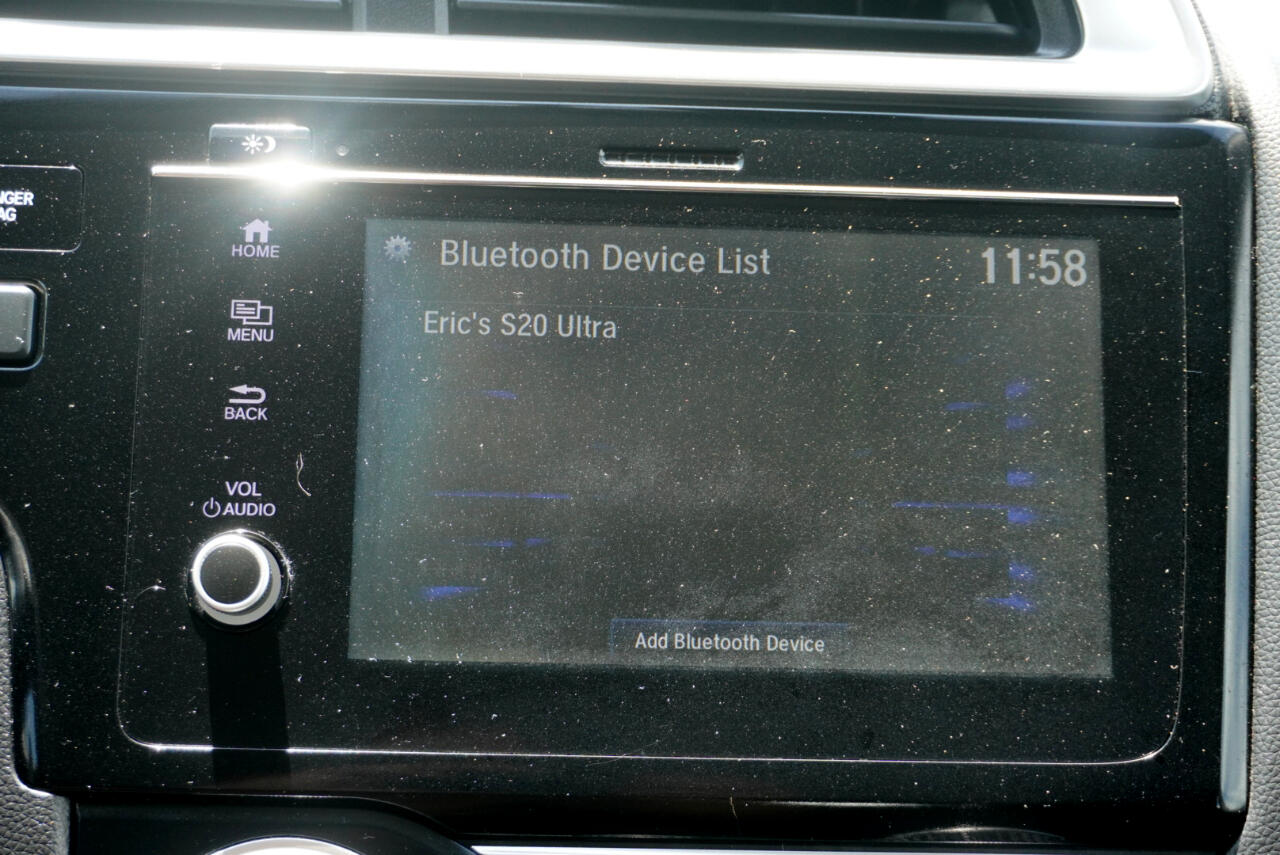 HOME
MENU
BACK
VOL
AUDIO
Bluetooth Device List
11:58
Eric's S20 Ultra
Add Bluetooth Device